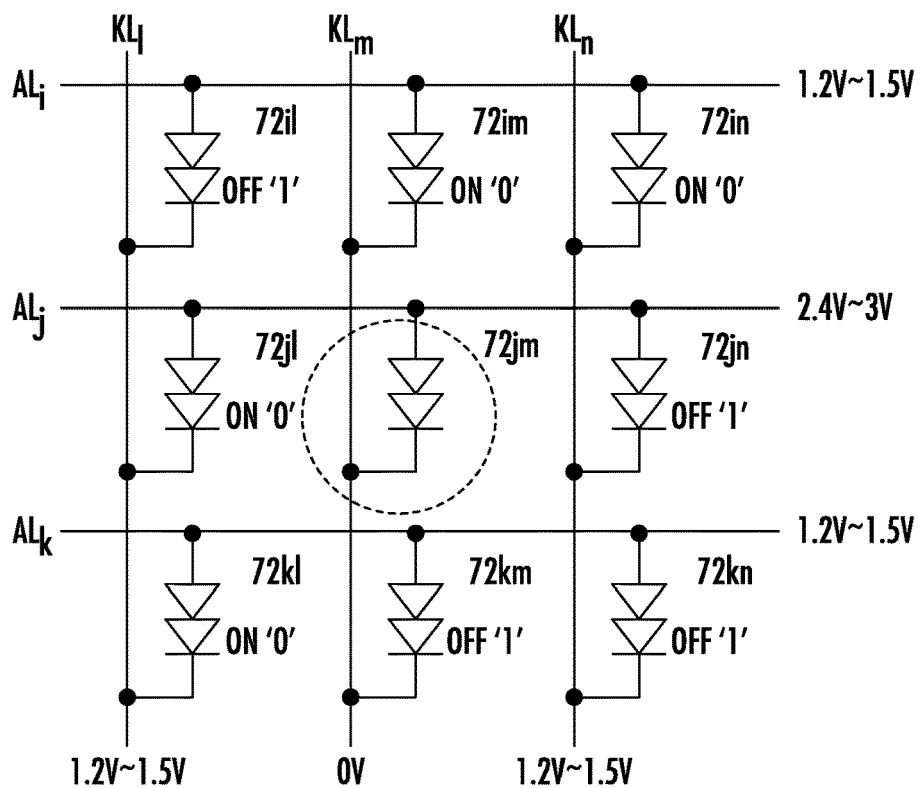 KLl KLm KLn
ALi 1.2V~1.5V
72il 72im 72in
OFF '1' ON '0' ON '0'
ALj 2.4V~3V
72jl 72jm 72jn
ON '0' OFF '1'
ALk 1.2V~1.5V
72kl 72km 72kn
ON '0' OFF '1' OFF '1'
1.2V~1.5V 0V 1.2V~1.5V